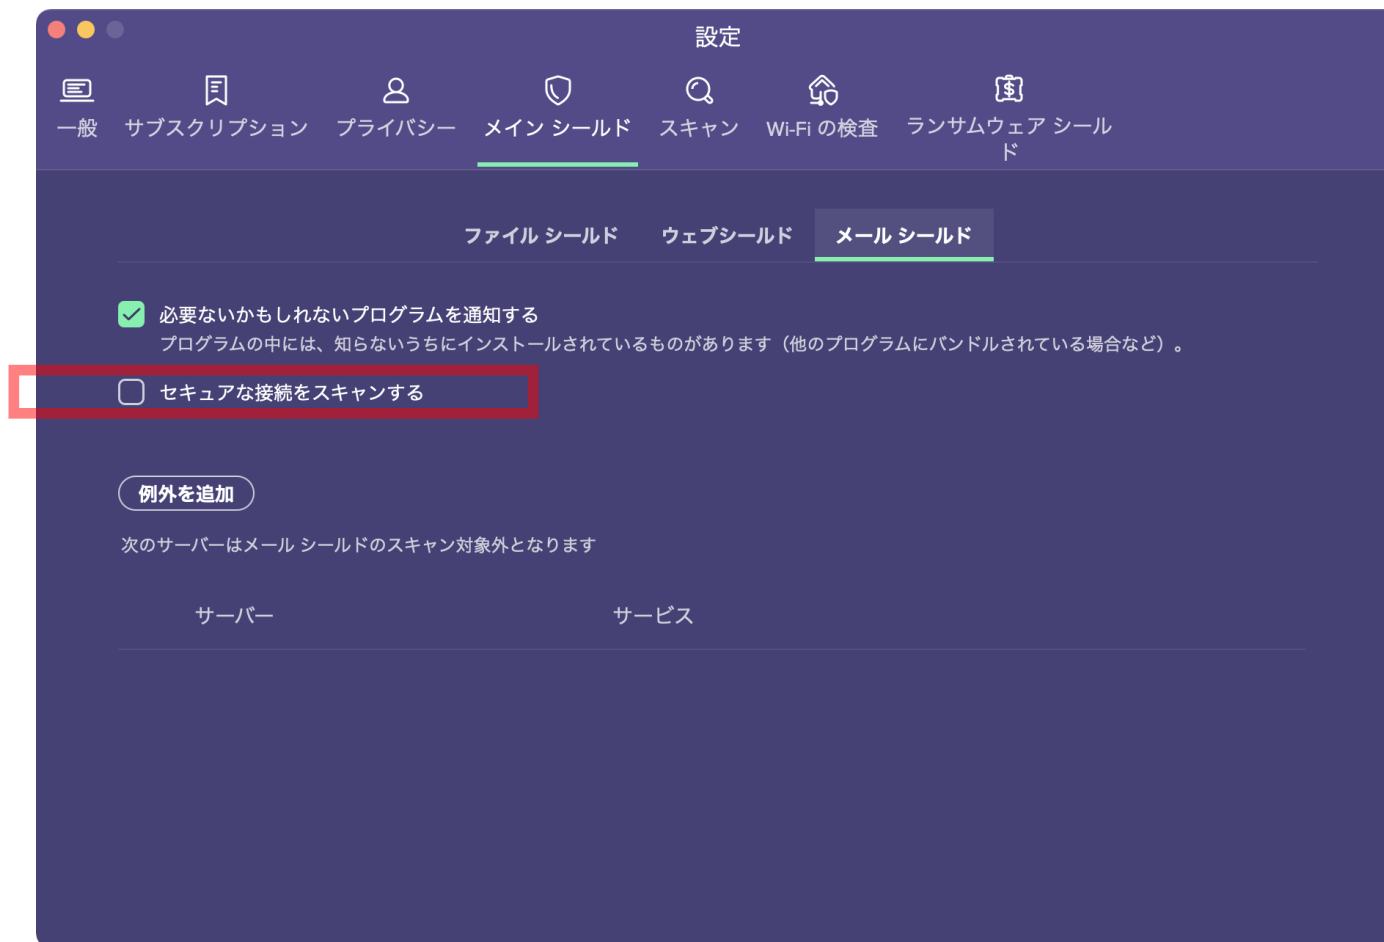 設定
一般
サブスクリプション
プライバシー
メイン シールド
スキャン
Wi-Fi の検査
ランサムウェア シール
ド
ファイル シールド
ウェブシールド
メール シールド
必要ないかもしれないプログラムを通知する
プログラムの中には、知らないうちにインストールされているものがあります（他のプログラムにバンドルされている場合など）。
セキュアな接続をスキャンする
例外を追加
次のサーバーはメール シールドのスキャン対象外となります
サーバー
サービス